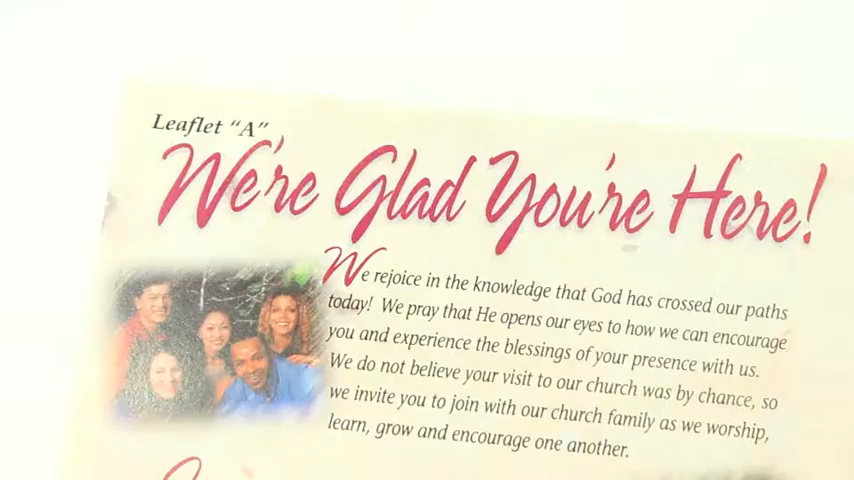 Leaflet "A"
We're Glad You're Here!
We rejoice in the knowledge that God has crossed our paths
today! We pray that He opens our eyes to how we can encourage
you and experience the blessings of your presence with us.
We do not believe your visit to our church was by chance, so
we invite you to join with our church family as we worship,
learn, grow and encourage one another.